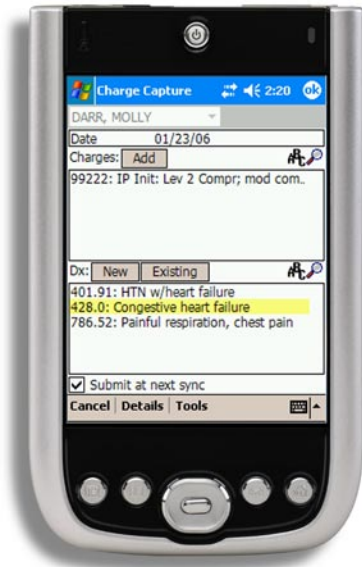 Charge Capture 2:20 ok
DARR, MOLLY
Date 01/23/06
Charges: Add
99222: IP Init: Lev 2 Compr; mod com..
Dx: New Existing
401.91: HTN w/heart failure
428.0: Congestive heart failure
786.52: Painful respiration, chest pain
Submit at next sync
Cancel Details Tools